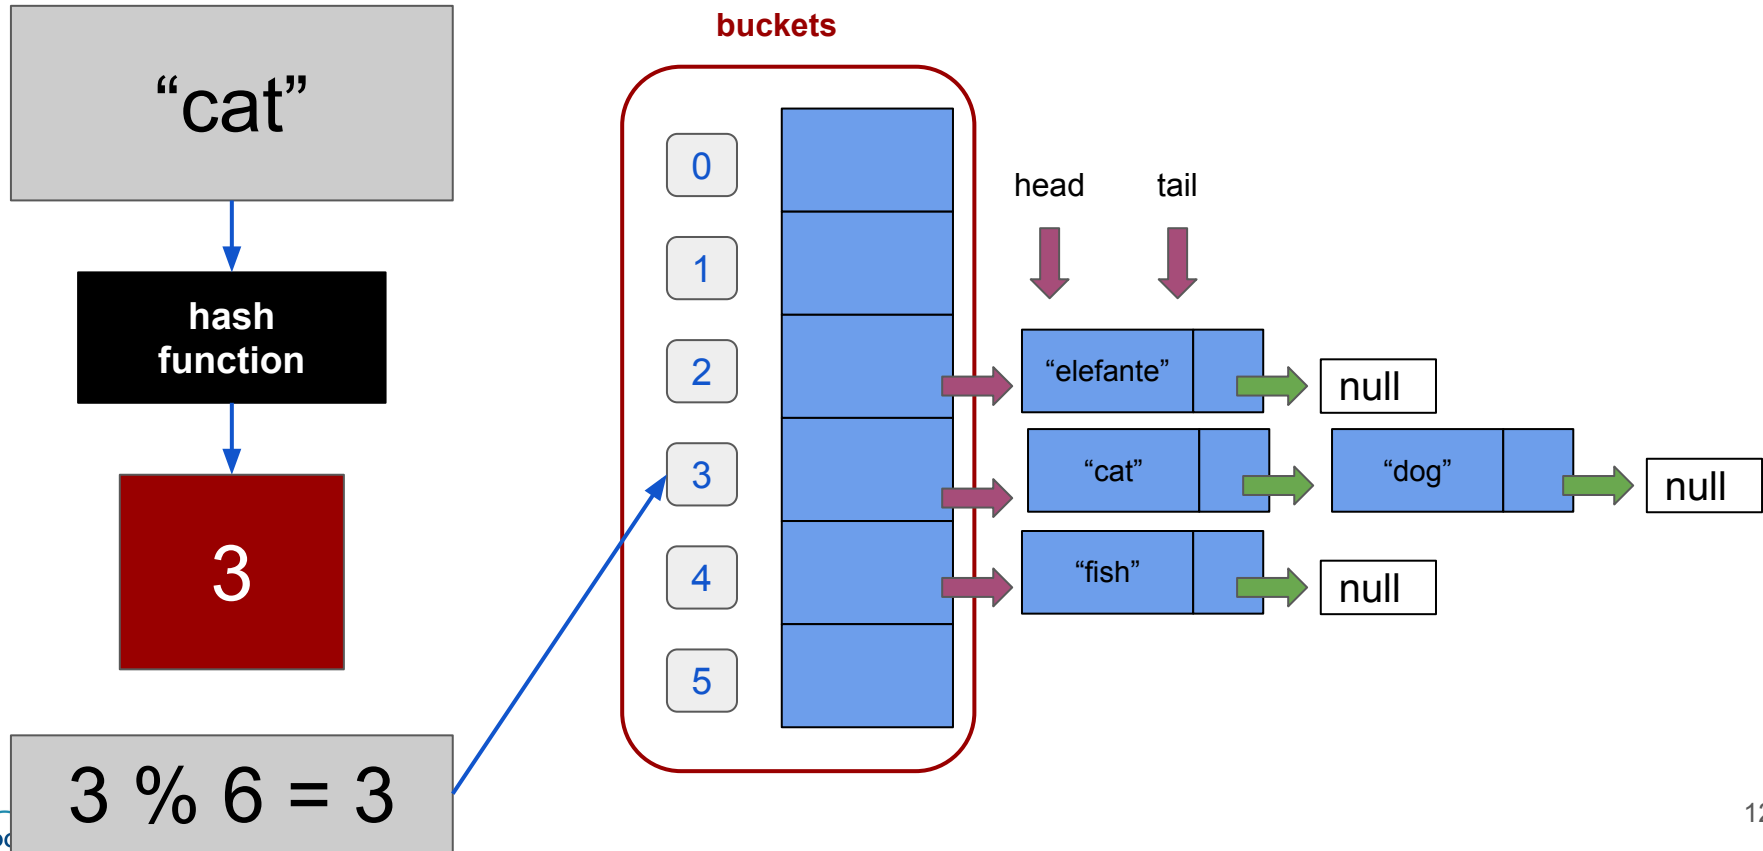 “cat”
hash
function
3
3 % 6 = 3
buckets
0
1
2
3
4
5
head
tail
“elefante”
null
“cat”
“dog”
null
“fish”
null